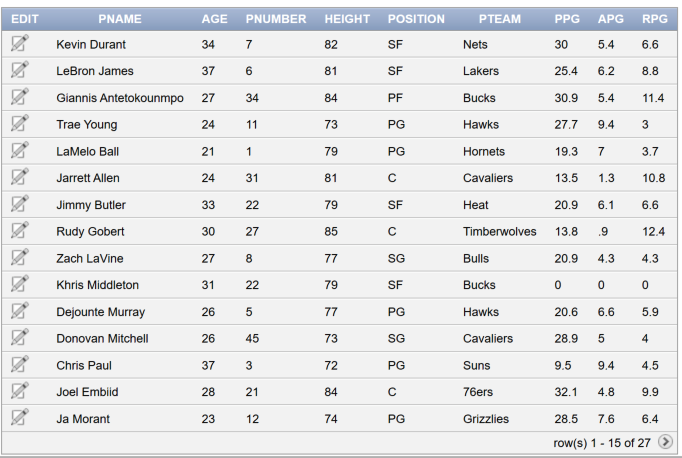 EDIT PNAME AGE PNUMBER HEIGHT POSITION PTEAM PPG APG RPG
Kevin Durant 34 7 82 SF Nets 30 5.4 6.6
LeBron James 37 6 81 SF Lakers 25.4 6.2 8.8
Giannis Antetokounmpo 27 34 84 PF Bucks 30.9 5.4 11.4
Trae Young 24 11 73 PG Hawks 27.7 9.4 3
LaMelo Ball 21 1 79 PG Hornets 19.3 7 3.7
Jarrett Allen 24 31 81 C Cavaliers 13.5 1.3 10.8
Jimmy Butler 33 22 79 SF Heat 20.9 6.1 6.6
Rudy Gobert 30 27 85 C Timberwolves 13.8 .9 12.4
Zach LaVine 27 8 77 SG Bulls 20.9 4.3 4.3
Khris Middleton 31 22 79 SF Bucks 0 0 0
Dejounte Murray 26 5 77 PG Hawks 20.6 6.6 5.9
Donovan Mitchell 26 45 73 SG Cavaliers 28.9 5 4
Chris Paul 37 3 72 PG Suns 9.5 9.4 4.5
Joel Embiid 28 21 84 C 76ers 32.1 4.8 9.9
Ja Morant 23 12 74 PG Grizzlies 28.5 7.6 6.4
row(s) 1 - 15 of 27